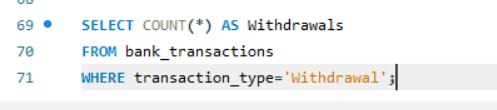 69 SELECT COUNT(*) AS Withdrawals
70 FROM bank_transactions
71 WHERE transaction_type='Withdrawal';